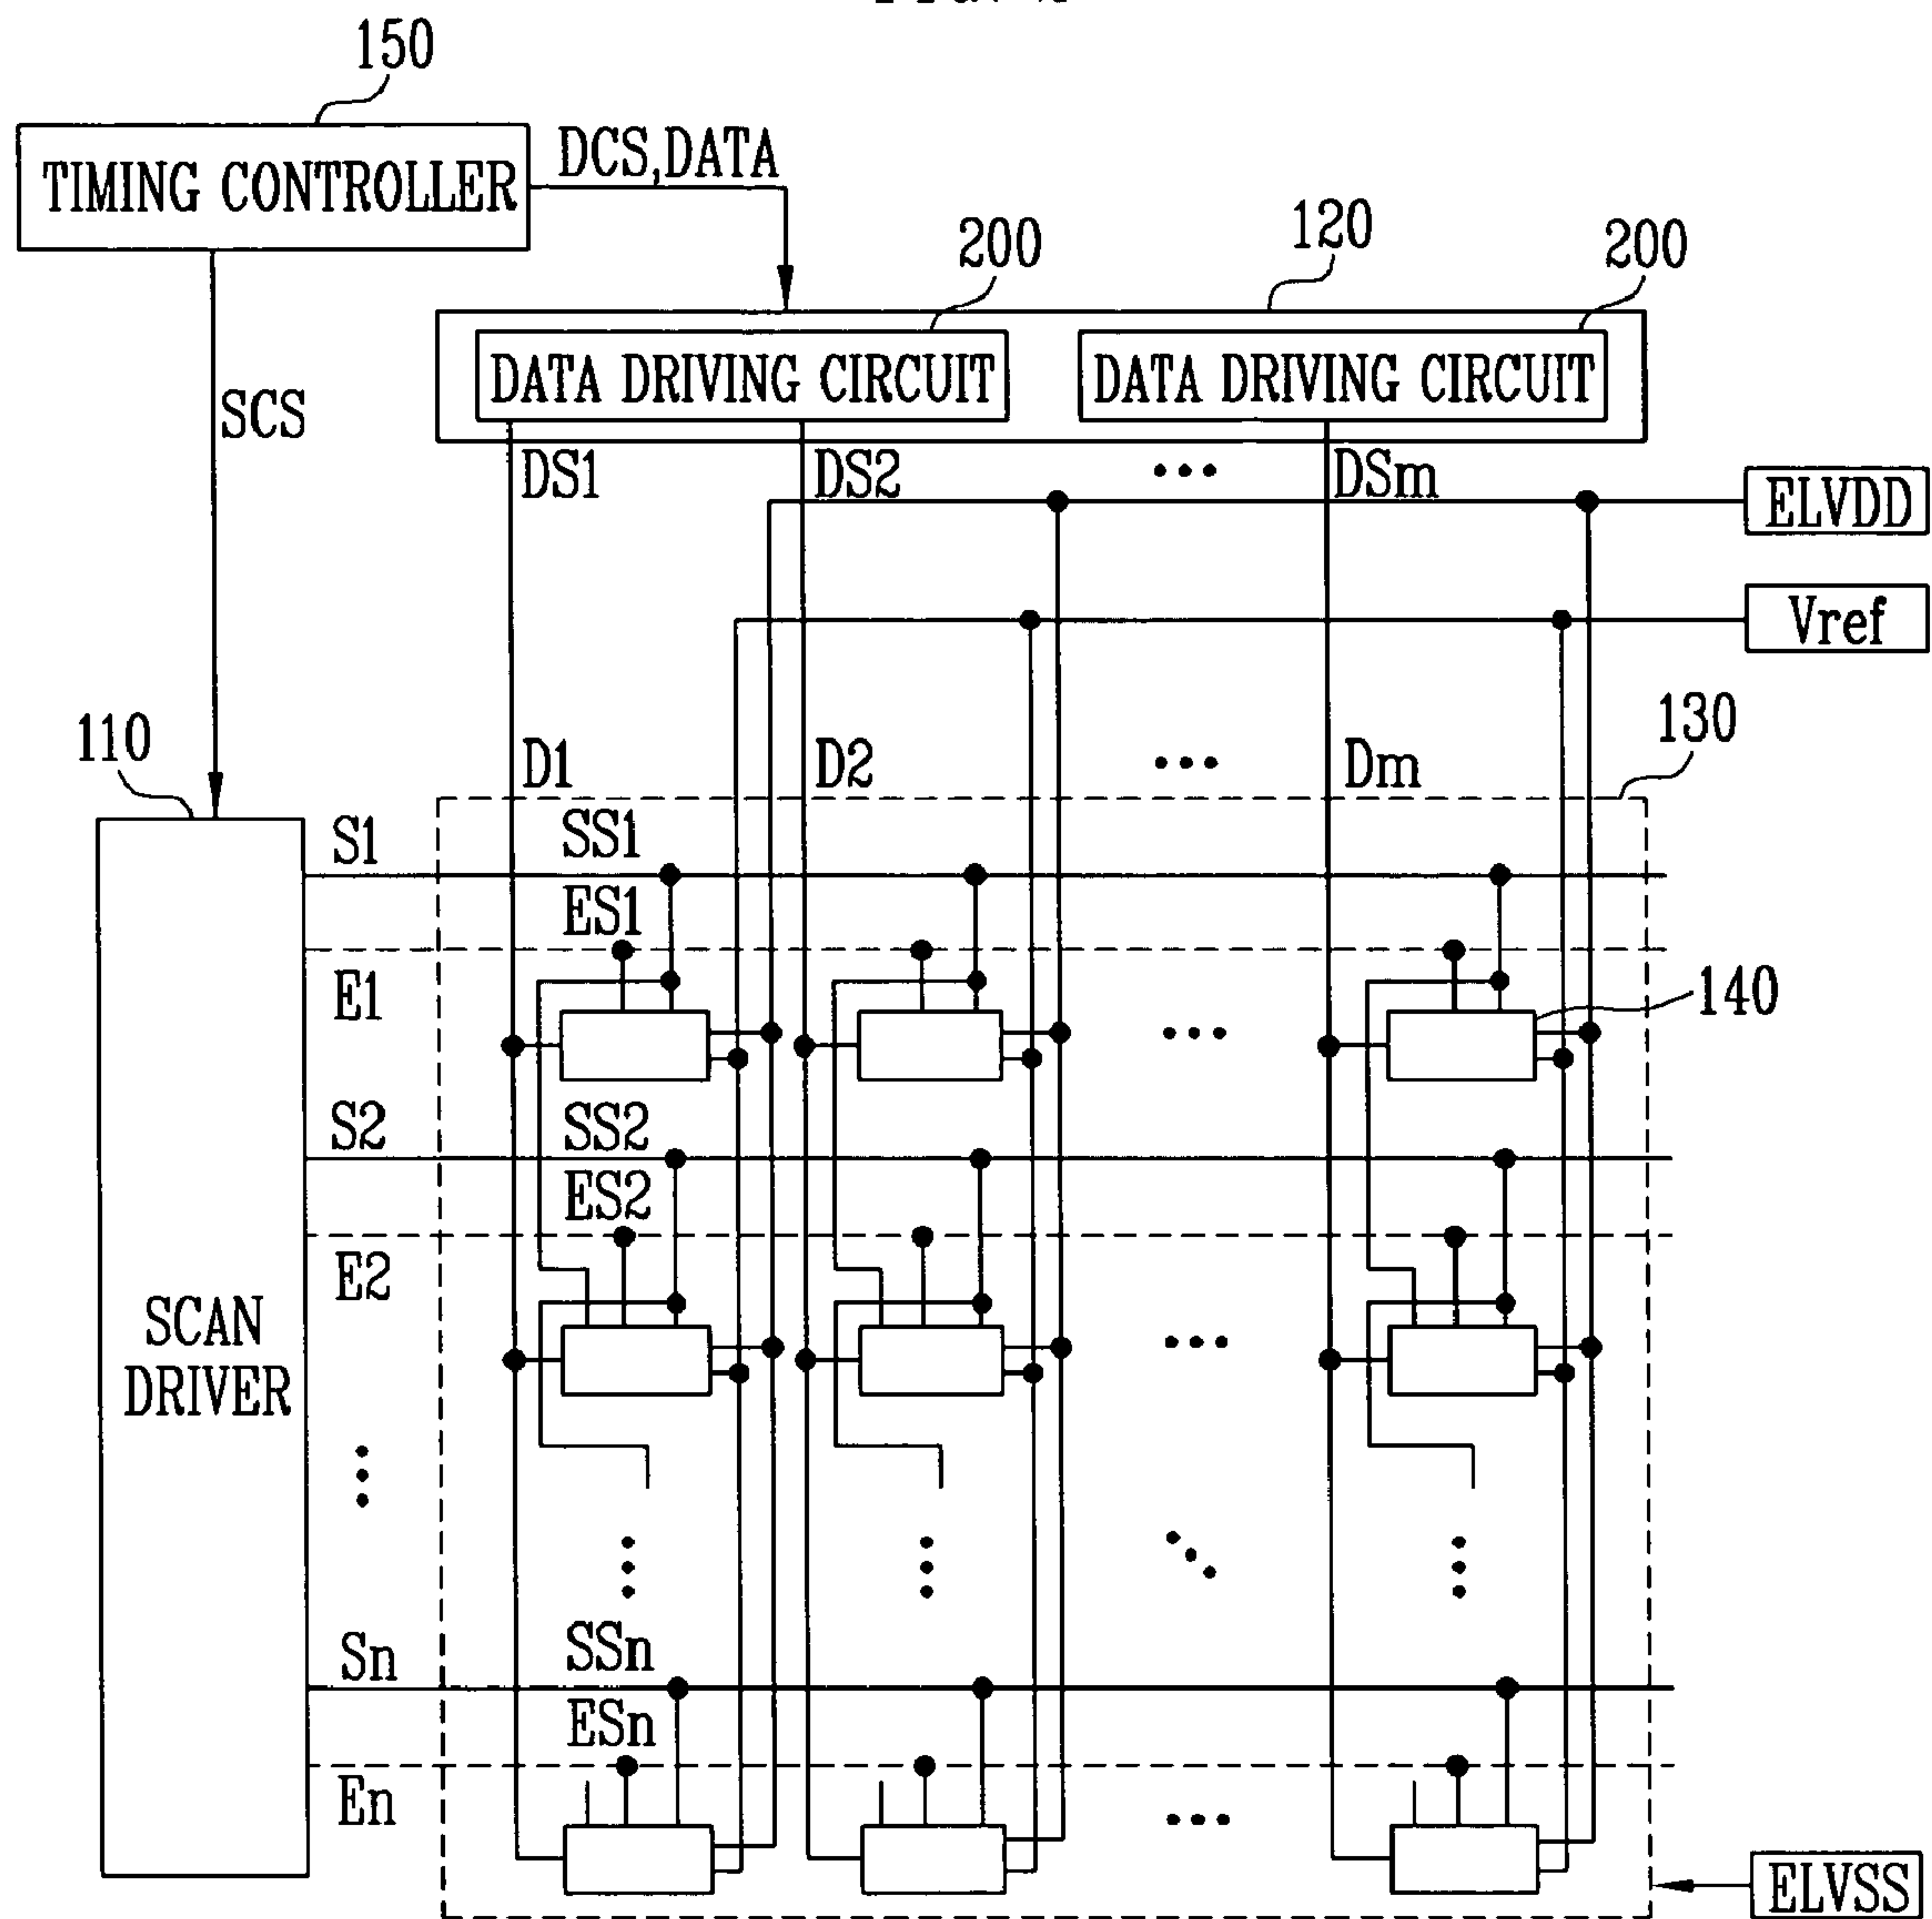 150
TIMING CONTROLLER
DCS,DATA
200
120
200
DATA DRIVING CIRCUIT
DATA DRIVING CIRCUIT
SCS
DS1
DS2
...
DSm
ELVDD
Vref
130
110
D1
D2
...
Dm
S1
SS1
ES1
E1
140
...
S2
SS2
ES2
E2
SCAN
DRIVER
...
Sn
SSn
ESn
En
...
ELVSS